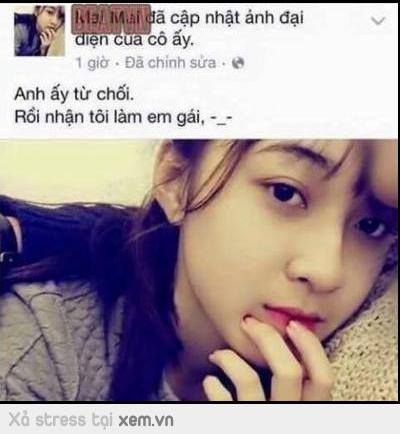 Mai Mai đã cập nhật ảnh đại
diện của cô ấy.
1 giờ · Đã chỉnh sửa ·
Anh ấy từ chối.
Rồi nhận tôi làm em gái, -_-
Xả stress tại xem.vn